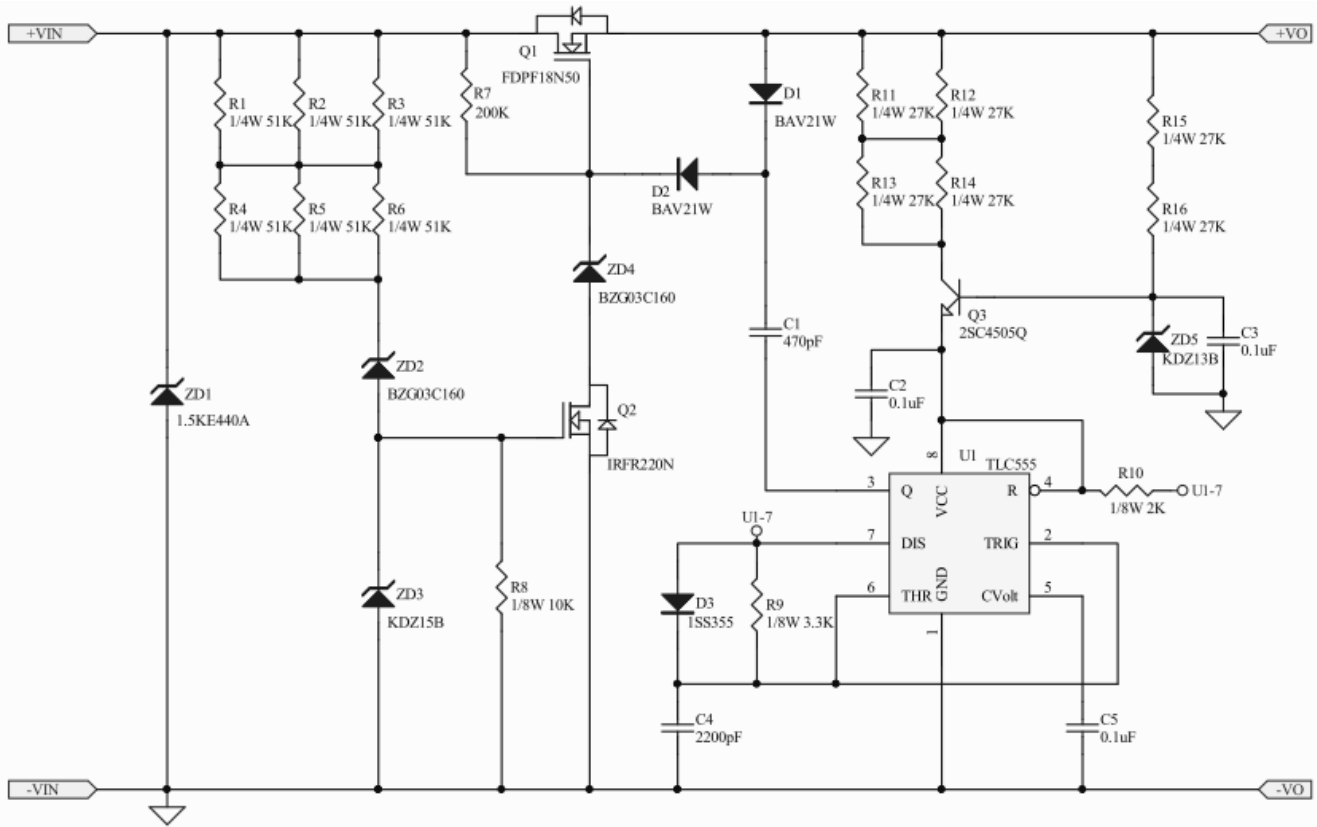 +VIN
+VO
Q1
FDPF18N50
R1
1/4W 51K
R2
1/4W 51K
R3
1/4W 51K
R7
200K
D1
BAV21W
R11
1/4W 27K
R12
1/4W 27K
R15
1/4W 27K
R4
1/4W 51K
R5
1/4W 51K
R6
1/4W 51K
D2
BAV21W
R13
1/4W 27K
R14
1/4W 27K
R16
1/4W 27K
ZD4
BZG03C160
C1
470pF
Q3
2SC4505Q
ZD5
KDZ13B
C3
0.1uF
ZD1
1.5KE440A
ZD2
BZG03C160
C2
0.1uF
Q2
IRFR220N
8
U1
TLC555
3
Q
VCC
R
4
R10
1/8W 2K
U1-7
U1-7
7
DIS
TRIG
2
6
THR
GND
CVolt
5
1
ZD3
KDZ15B
R8
1/8W 10K
D3
1SS355
R9
1/8W 3.3K
C4
2200pF
C5
0.1uF
-VIN
-VO